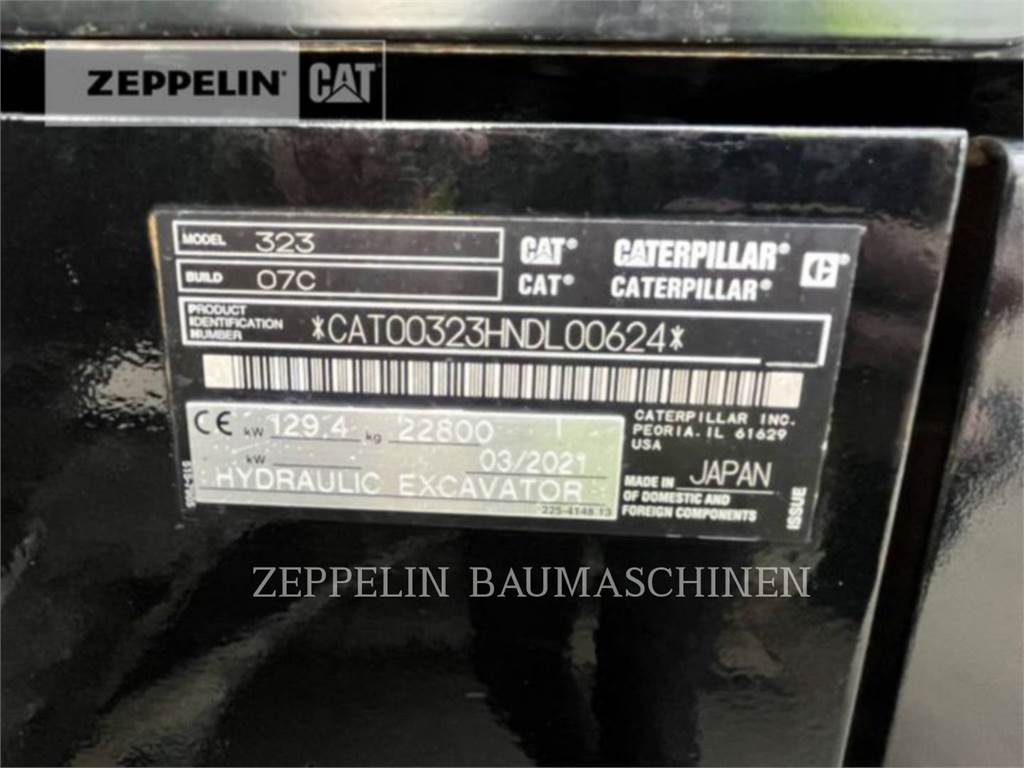 ZEPPELIN® CAT
MODEL 323
BUILD 07C
CAT® CATERPILLAR® C®
CAT® CATERPILLAR®
PRODUCT IDENTIFICATION NUMBER *CAT00323HNDL00624*
CE kW 129.4 kg 22800
kW 03/2021
HYDRAULIC EXCAVATOR
225-4148 13
CATERPILLAR INC.
PEORIA. IL 61629
USA
MADE IN JAPAN
OF DOMESTIC AND
FOREIGN COMPONENTS
ISSUE
ZEPPELIN BAUMASCHINEN